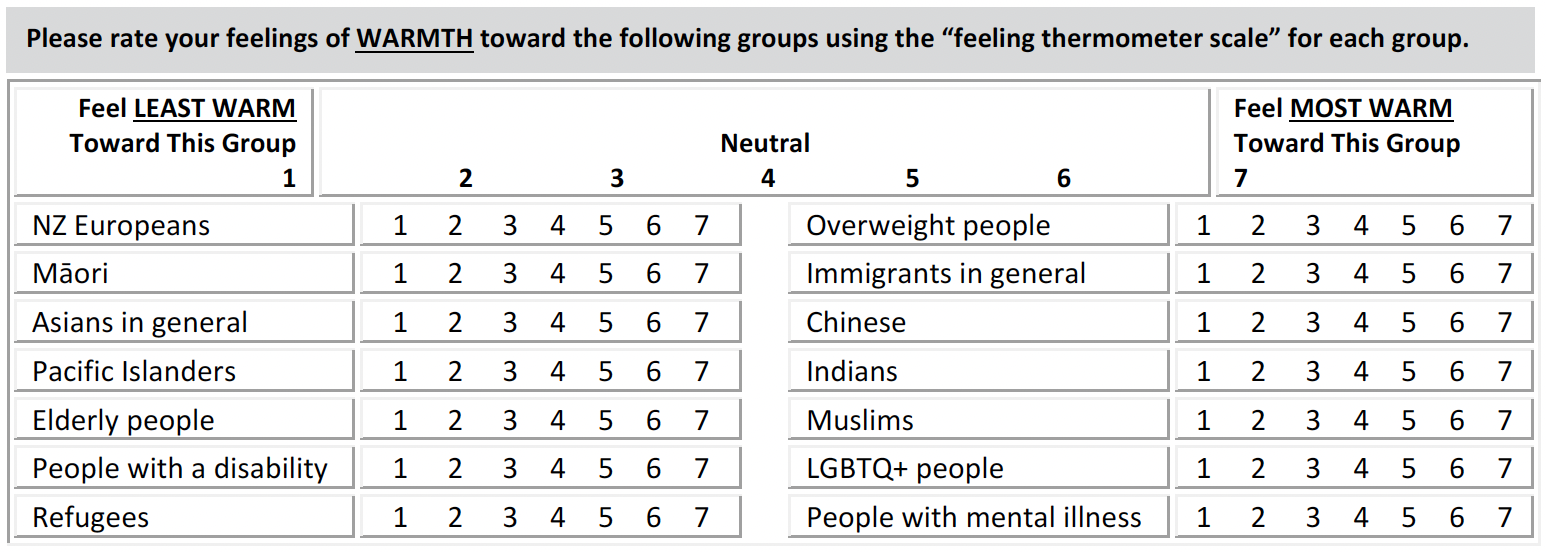 Please rate your feelings of WARMTH toward the following groups using the “feeling thermometer scale” for each group.
Feel LEAST WARM
Toward This Group
1
Neutral
2 3 4 5 6
Feel MOST WARM
Toward This Group
7
NZ Europeans 1 2 3 4 5 6 7 Overweight people 1 2 3 4 5 6 7
Māori 1 2 3 4 5 6 7 Immigrants in general 1 2 3 4 5 6 7
Asians in general 1 2 3 4 5 6 7 Chinese 1 2 3 4 5 6 7
Pacific Islanders 1 2 3 4 5 6 7 Indians 1 2 3 4 5 6 7
Elderly people 1 2 3 4 5 6 7 Muslims 1 2 3 4 5 6 7
People with a disability 1 2 3 4 5 6 7 LGBTQ+ people 1 2 3 4 5 6 7
Refugees 1 2 3 4 5 6 7 People with mental illness 1 2 3 4 5 6 7